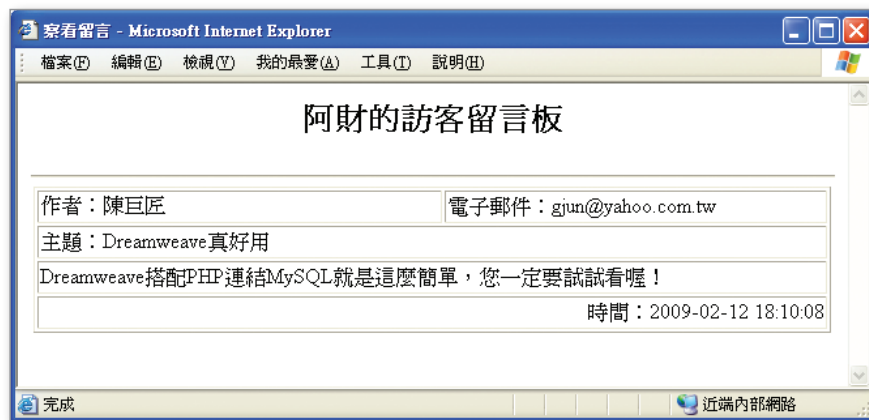 察看留言 - Microsoft Internet Explorer
檔案(F) 編輯(E) 檢視(V) 我的最愛(A) 工具(T) 說明(H)
阿財的訪客留言板
作者：陳巨匠 電子郵件：gjun@yahoo.com.tw
主題：Dreamweave真好用
Dreamweave搭配PHP連結MySQL就是這麼簡單，您一定要試試看喔！
時間：2009-02-12 18:10:08
完成 近端內部網路